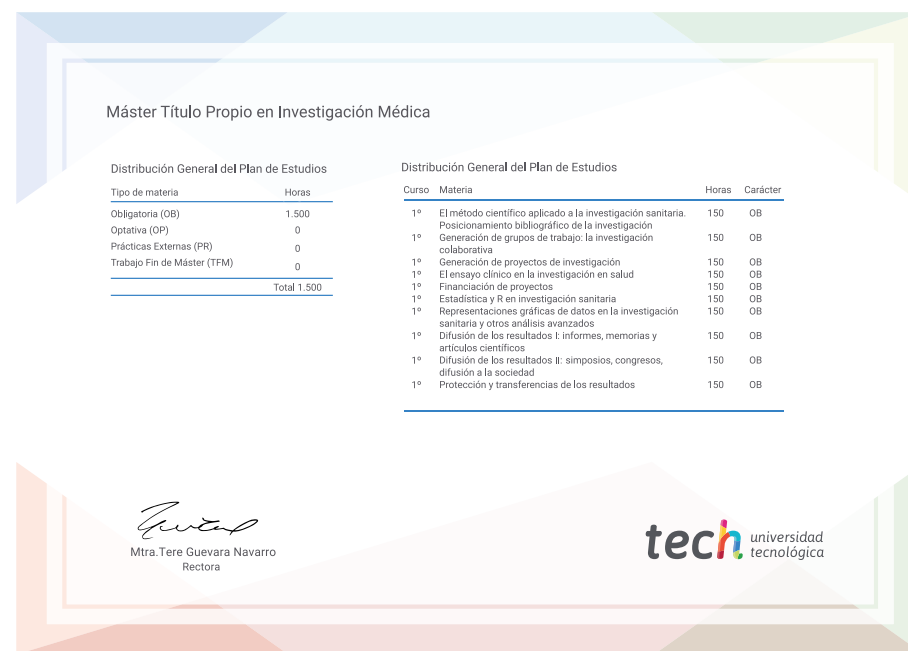 Máster Título Propio en Investigación Médica
Distribución General del Plan de Estudios
Tipo de materia Horas
Obligatoria (OB) 1.500
Optativa (OP) 0
Prácticas Externas (PR) 0
Trabajo Fin de Máster (TFM) 0
Total 1.500
Distribución General del Plan de Estudios
Curso Materia Horas Carácter
1º El método científico aplicado a la investigación sanitaria. 150 OB
Posicionamiento bibliográfico de la investigación
1º Generación de grupos de trabajo: la investigación 150 OB
colaborativa
1º Generación de proyectos de investigación 150 OB
1º El ensayo clínico en la investigación en salud 150 OB
1º Financiación de proyectos 150 OB
1º Estadística y R en investigación sanitaria 150 OB
1º Representaciones gráficas de datos en la investigación 150 OB
sanitaria y otros análisis avanzados
1º Difusión de los resultados I: informes, memorias y 150 OB
artículos científicos
1º Difusión de los resultados II: simposios, congresos, 150 OB
difusión a la sociedad
1º Protección y transferencias de los resultados 150 OB
Mtra.Tere Guevara Navarro
Rectora
tech universidad
tecnológica